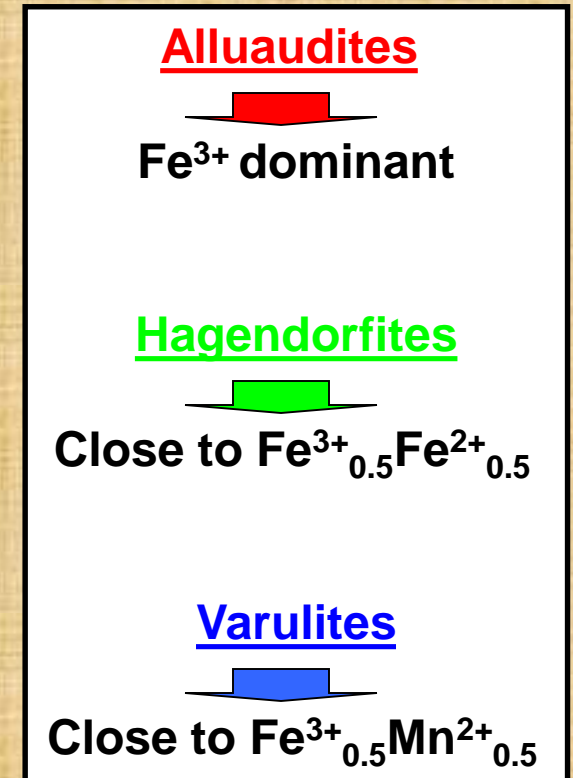 Alluaudites
Fe³⁺ dominant
Hagendorfites
Close to Fe³⁺₀.₅Fe²⁺₀.₅
Varulites
Close to Fe³⁺₀.₅Mn²⁺₀.₅